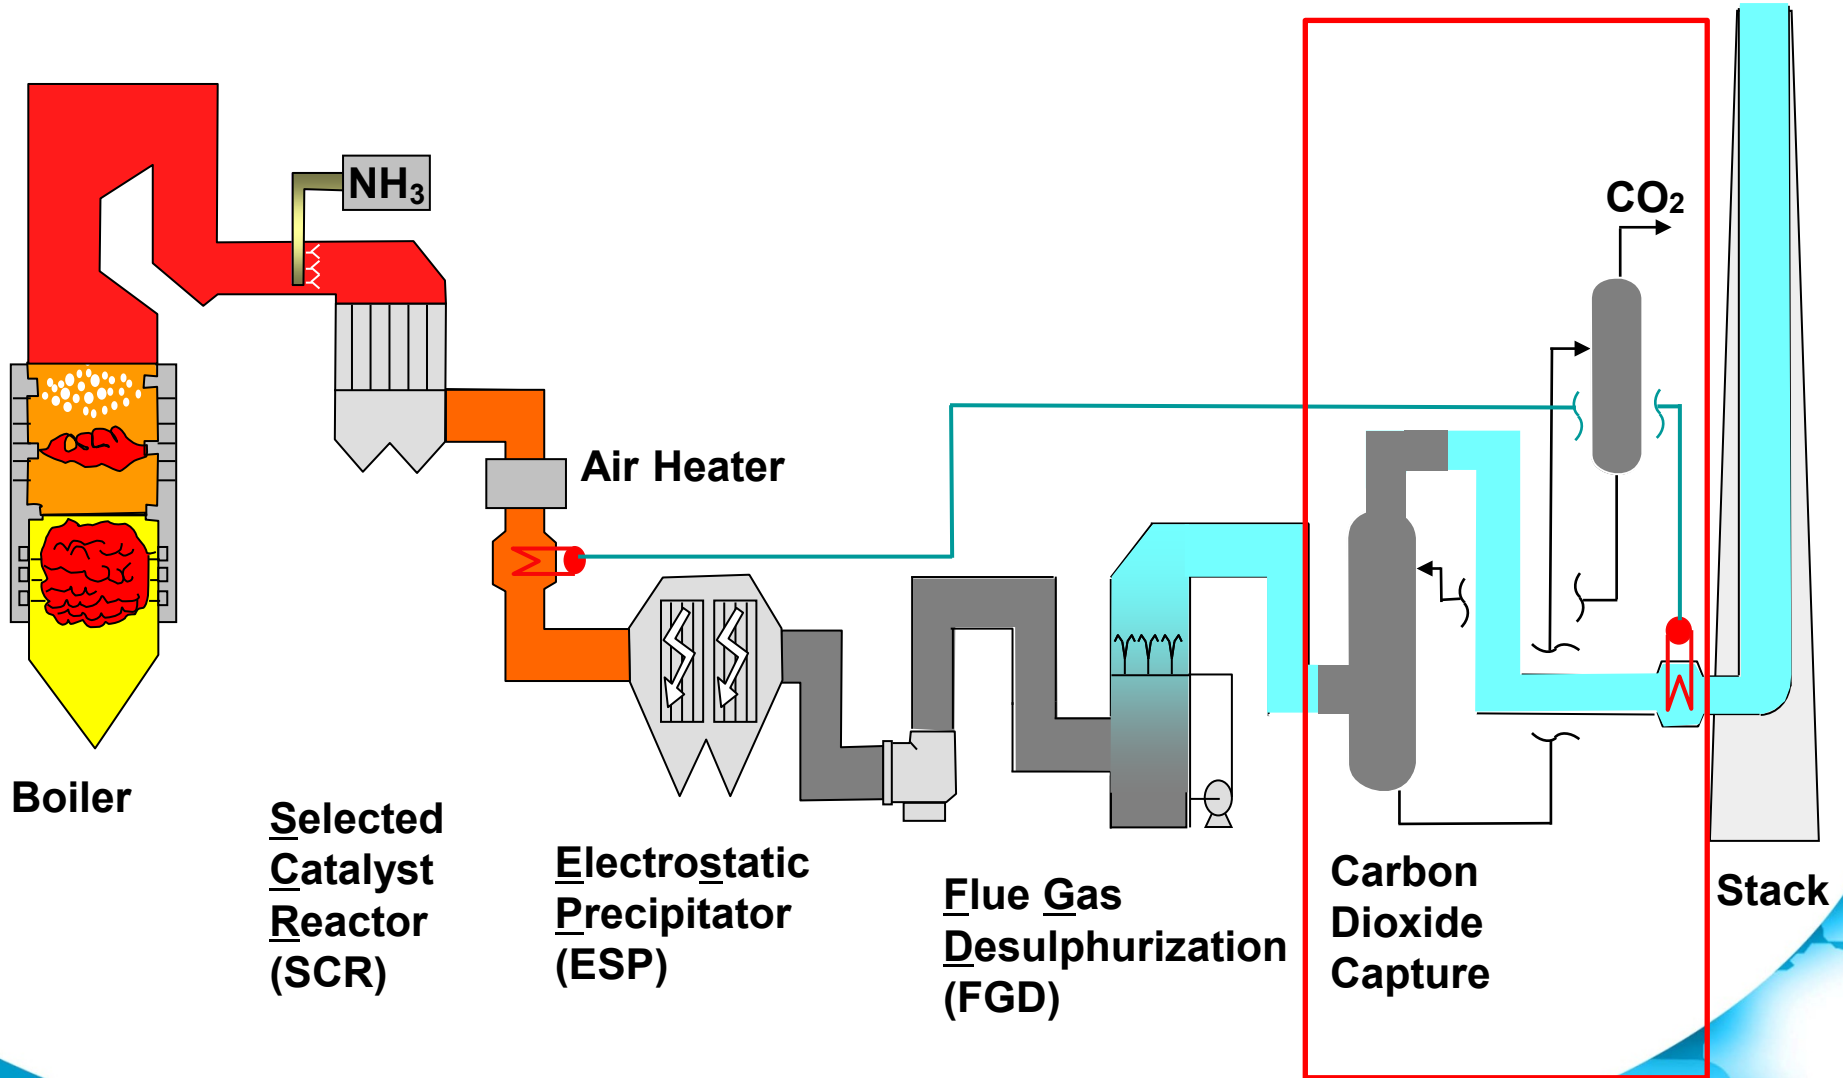 NH3
CO2
Air Heater
Boiler
Selected
Catalyst
Reactor
(SCR)
Electrostatic
Precipitator
(ESP)
Flue Gas
Desulphurization
(FGD)
Carbon
Dioxide
Capture
Stack